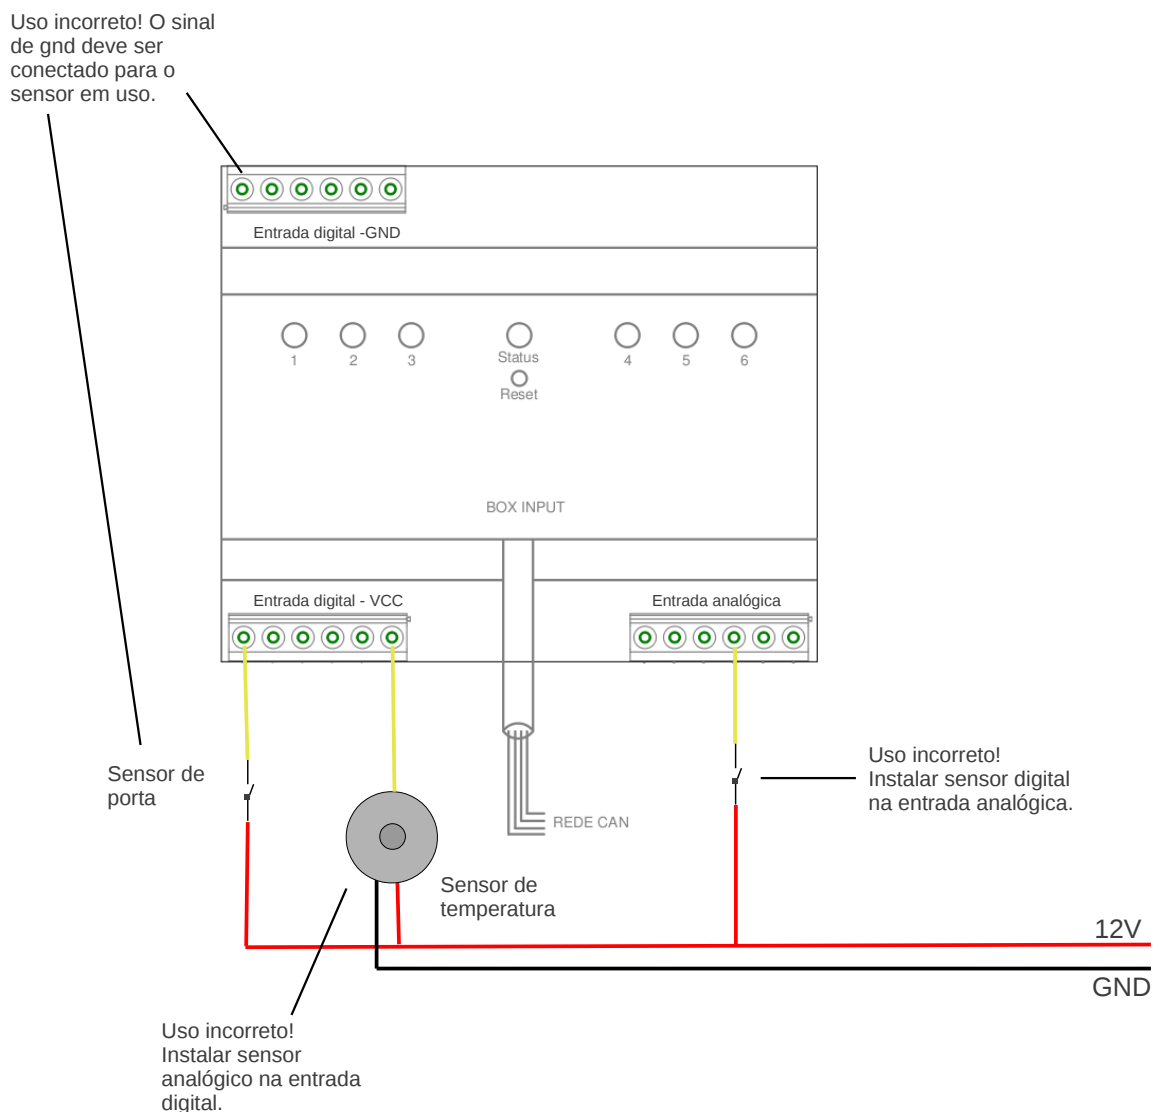 Uso incorreto! O sinal
de gnd deve ser
conectado para o
sensor em uso.
Entrada digital -GND
1
2
3
Status
Reset
4
5
6
BOX INPUT
Entrada digital - VCC
Entrada analógica
Sensor de
porta
REDE CAN
Uso incorreto!
Instalar sensor digital
na entrada analógica.
Sensor de
temperatura
12V
GND
Uso incorreto!
Instalar sensor
analógico na entrada
digital.